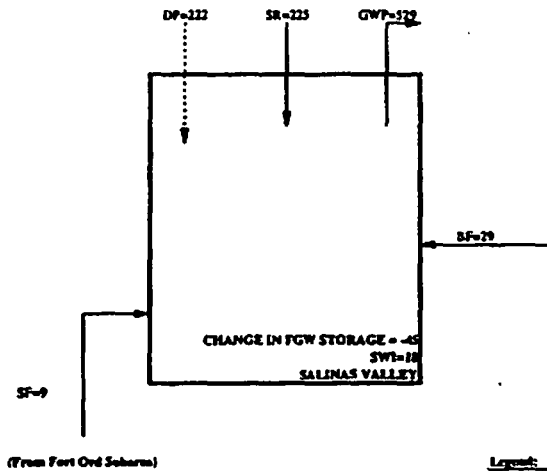 DP=222 SR=225 GWP=529
BF=29
CHANGE IN FGW STORAGE = -45
SWI=18
SALINAS VALLEY
SF=9
(From Fort Ord Subarea)
Legend: